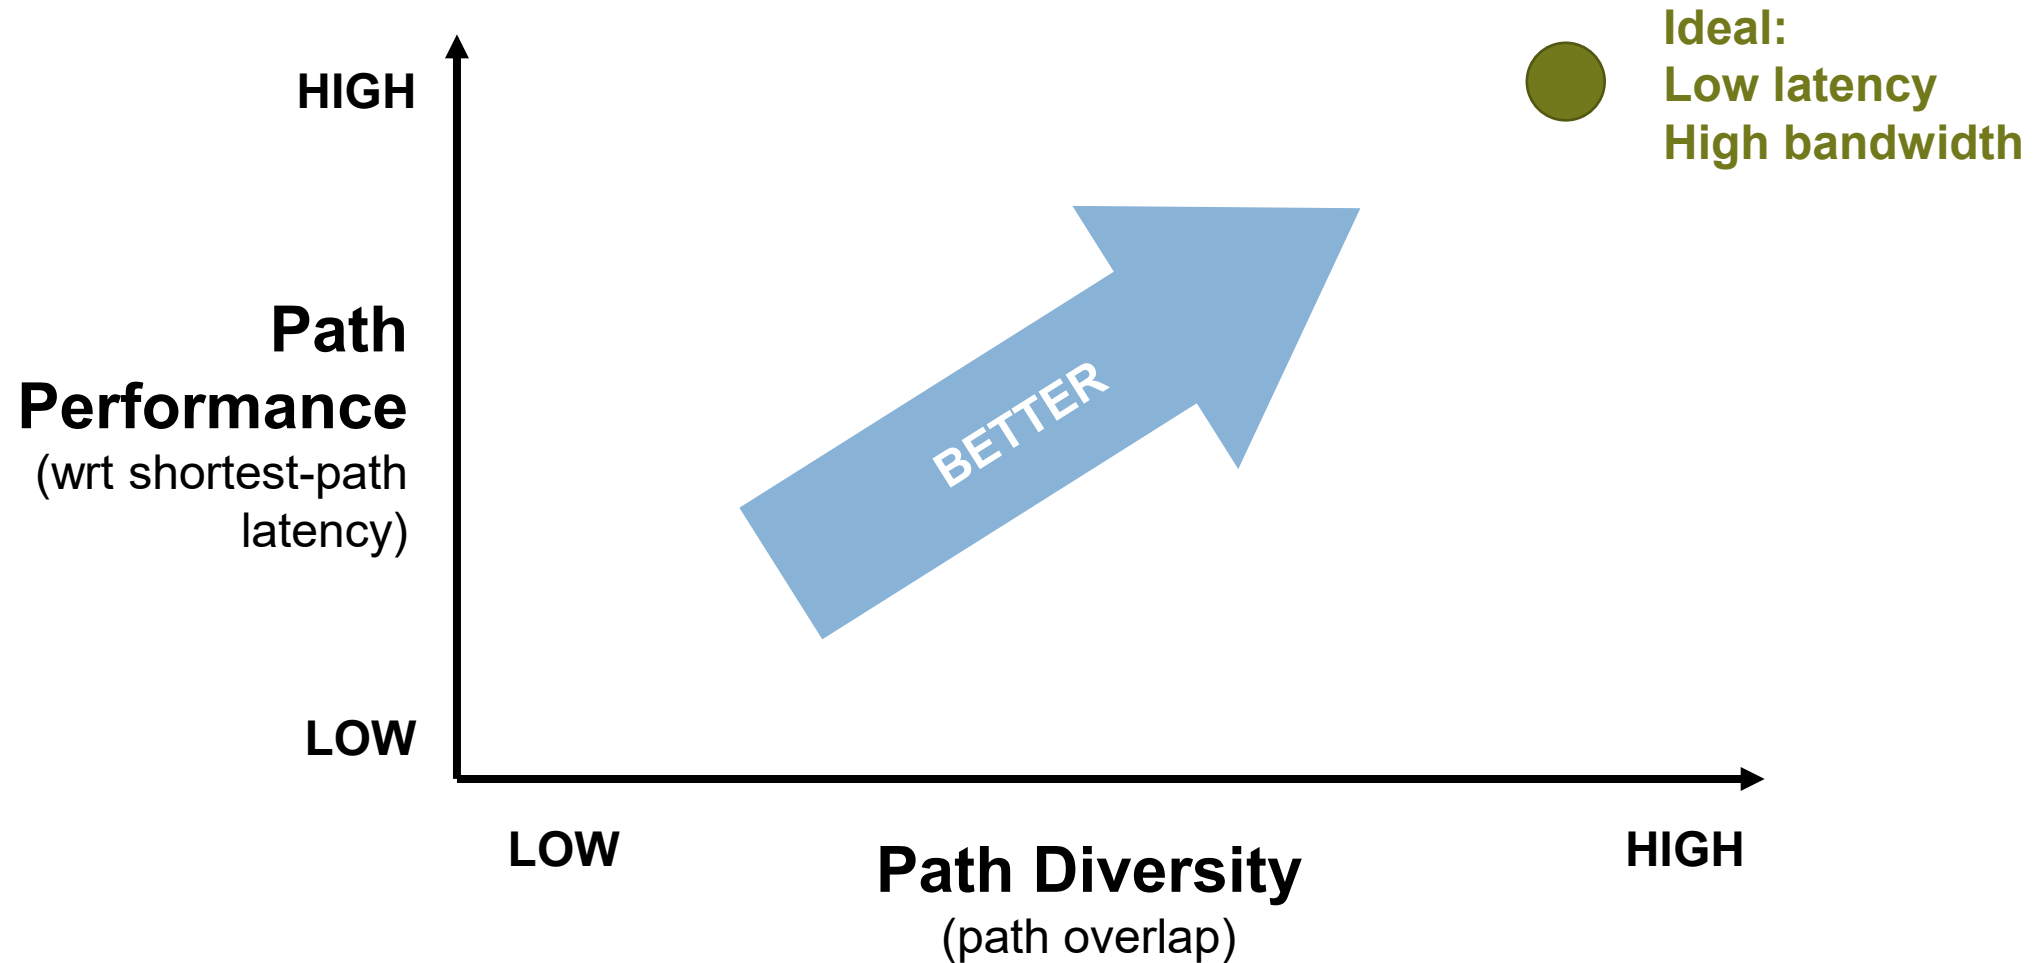 Ideal:
Low latency
High bandwidth
HIGH
Path
Performance
(wrt shortest-path
latency)
BETTER
LOW
LOW
HIGH
Path Diversity
(path overlap)